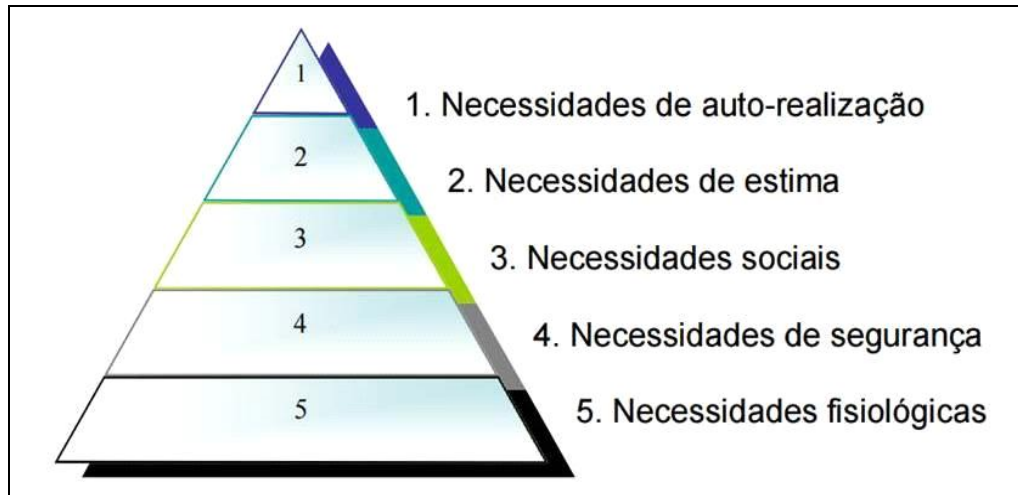 1
1. Necessidades de auto-realização
2
2. Necessidades de estima
3
3. Necessidades sociais
4
4. Necessidades de segurança
5
5. Necessidades fisiológicas